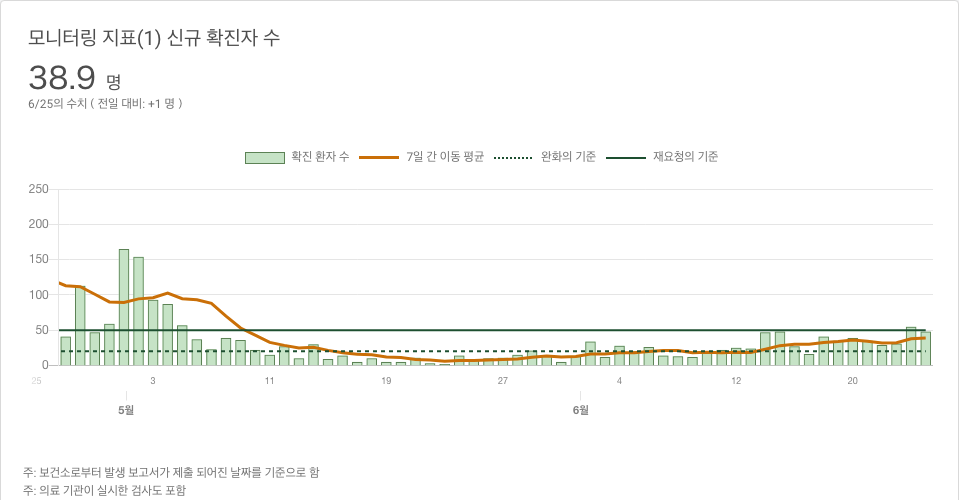 모니터링 지표(1) 신규 확진자 수
38.9 명
6/25의 수치 ( 전일 대비: +1 명 )
확진 환자 수 7일 간 이동 평균 완화의 기준 재요청의 기준
250
200
150
100
50
0
25 3 11 19 27 4 12 20
5월 6월
주: 보건소로부터 발생 보고서가 제출 되어진 날짜를 기준으로 함
주: 의료 기관이 실시한 검사도 포함